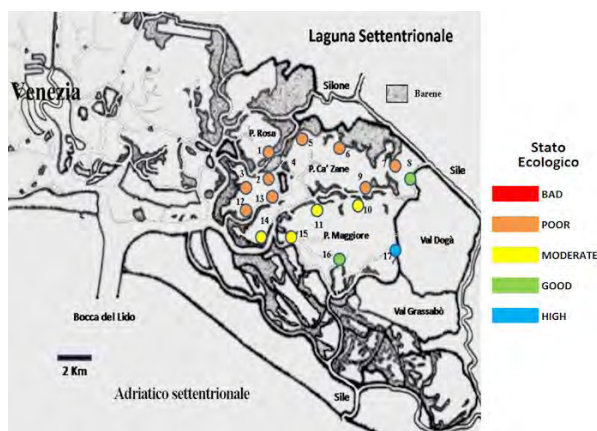 Laguna Settentrionale
Silone
Venezia
Barene
P. Rosa
Sile
P. Ca' Zane
1
2
3
4
5
6
7
8
9
10
11
12
13
14
15
16
17
P. Maggiore
Val Dogà
Val Grassabò
Bocca del Lido
2 Km
Adriatico settentrionale
Sile
Stato
Ecologico
BAD
POOR
MODERATE
GOOD
HIGH